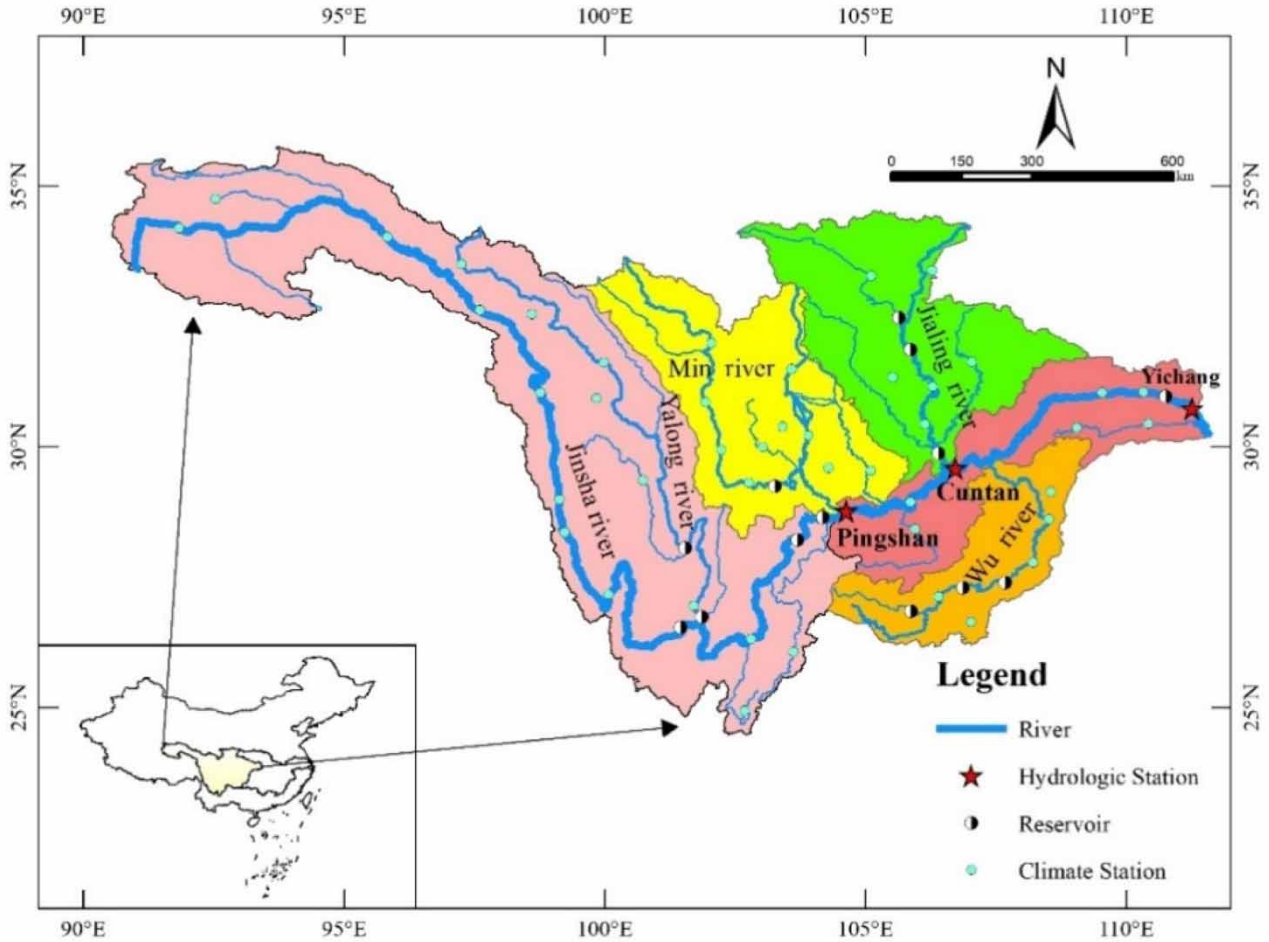 90°E 95°E 100°E 105°E 110°E
N
0 150 300 600
km
35°N
35°N
Jialing river
Yichang
Min river
Yalong river
30°N
30°N
Jinsha river
Cuntan
Pingshan
Wu river
Legend
25°N
25°N
River
Hydrologic Station
Reservoir
Climate Station
90°E 95°E 100°E 105°E 110°E